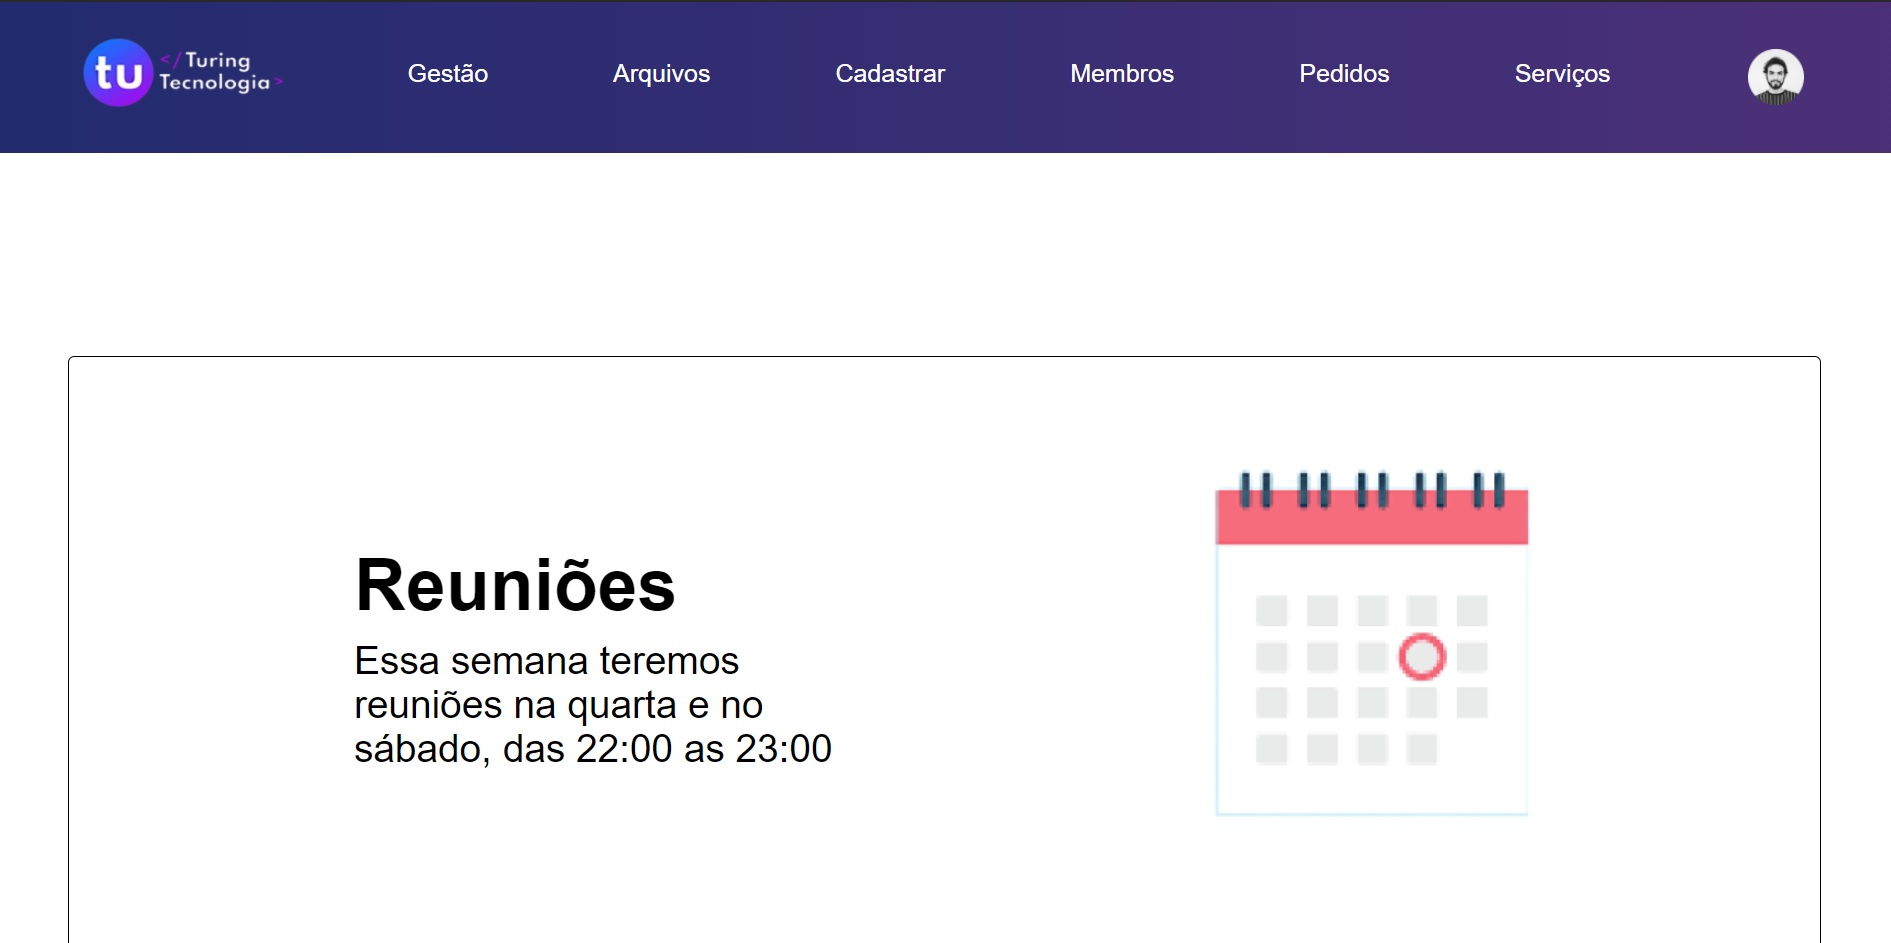 tu </Turing
Tecnologia>
Gestão
Arquivos
Cadastrar
Membros
Pedidos
Serviços
Reuniões
Essa semana teremos
reuniões na quarta e no
sábado, das 22:00 as 23:00